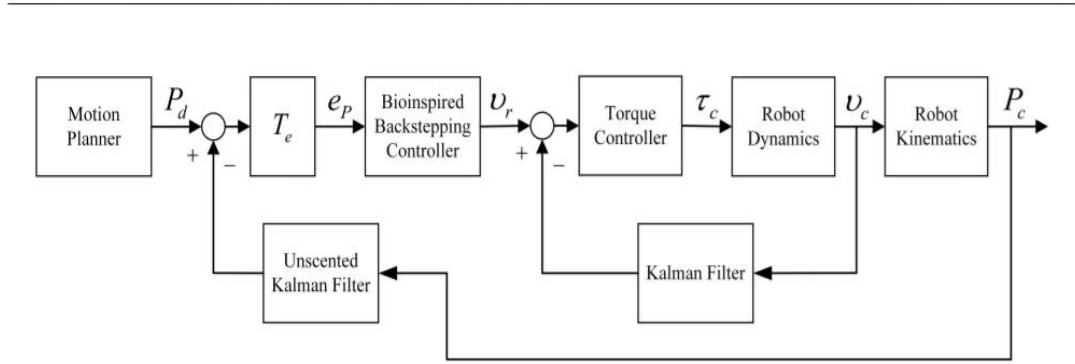 Motion
Planner
P_d
+
−
T_e
e_P
Bioinspired
Backstepping
Controller
υ_r
+
−
Torque
Controller
τ_c
Robot
Dynamics
υ_c
Robot
Kinematics
P_c
Unscented
Kalman Filter
Kalman Filter